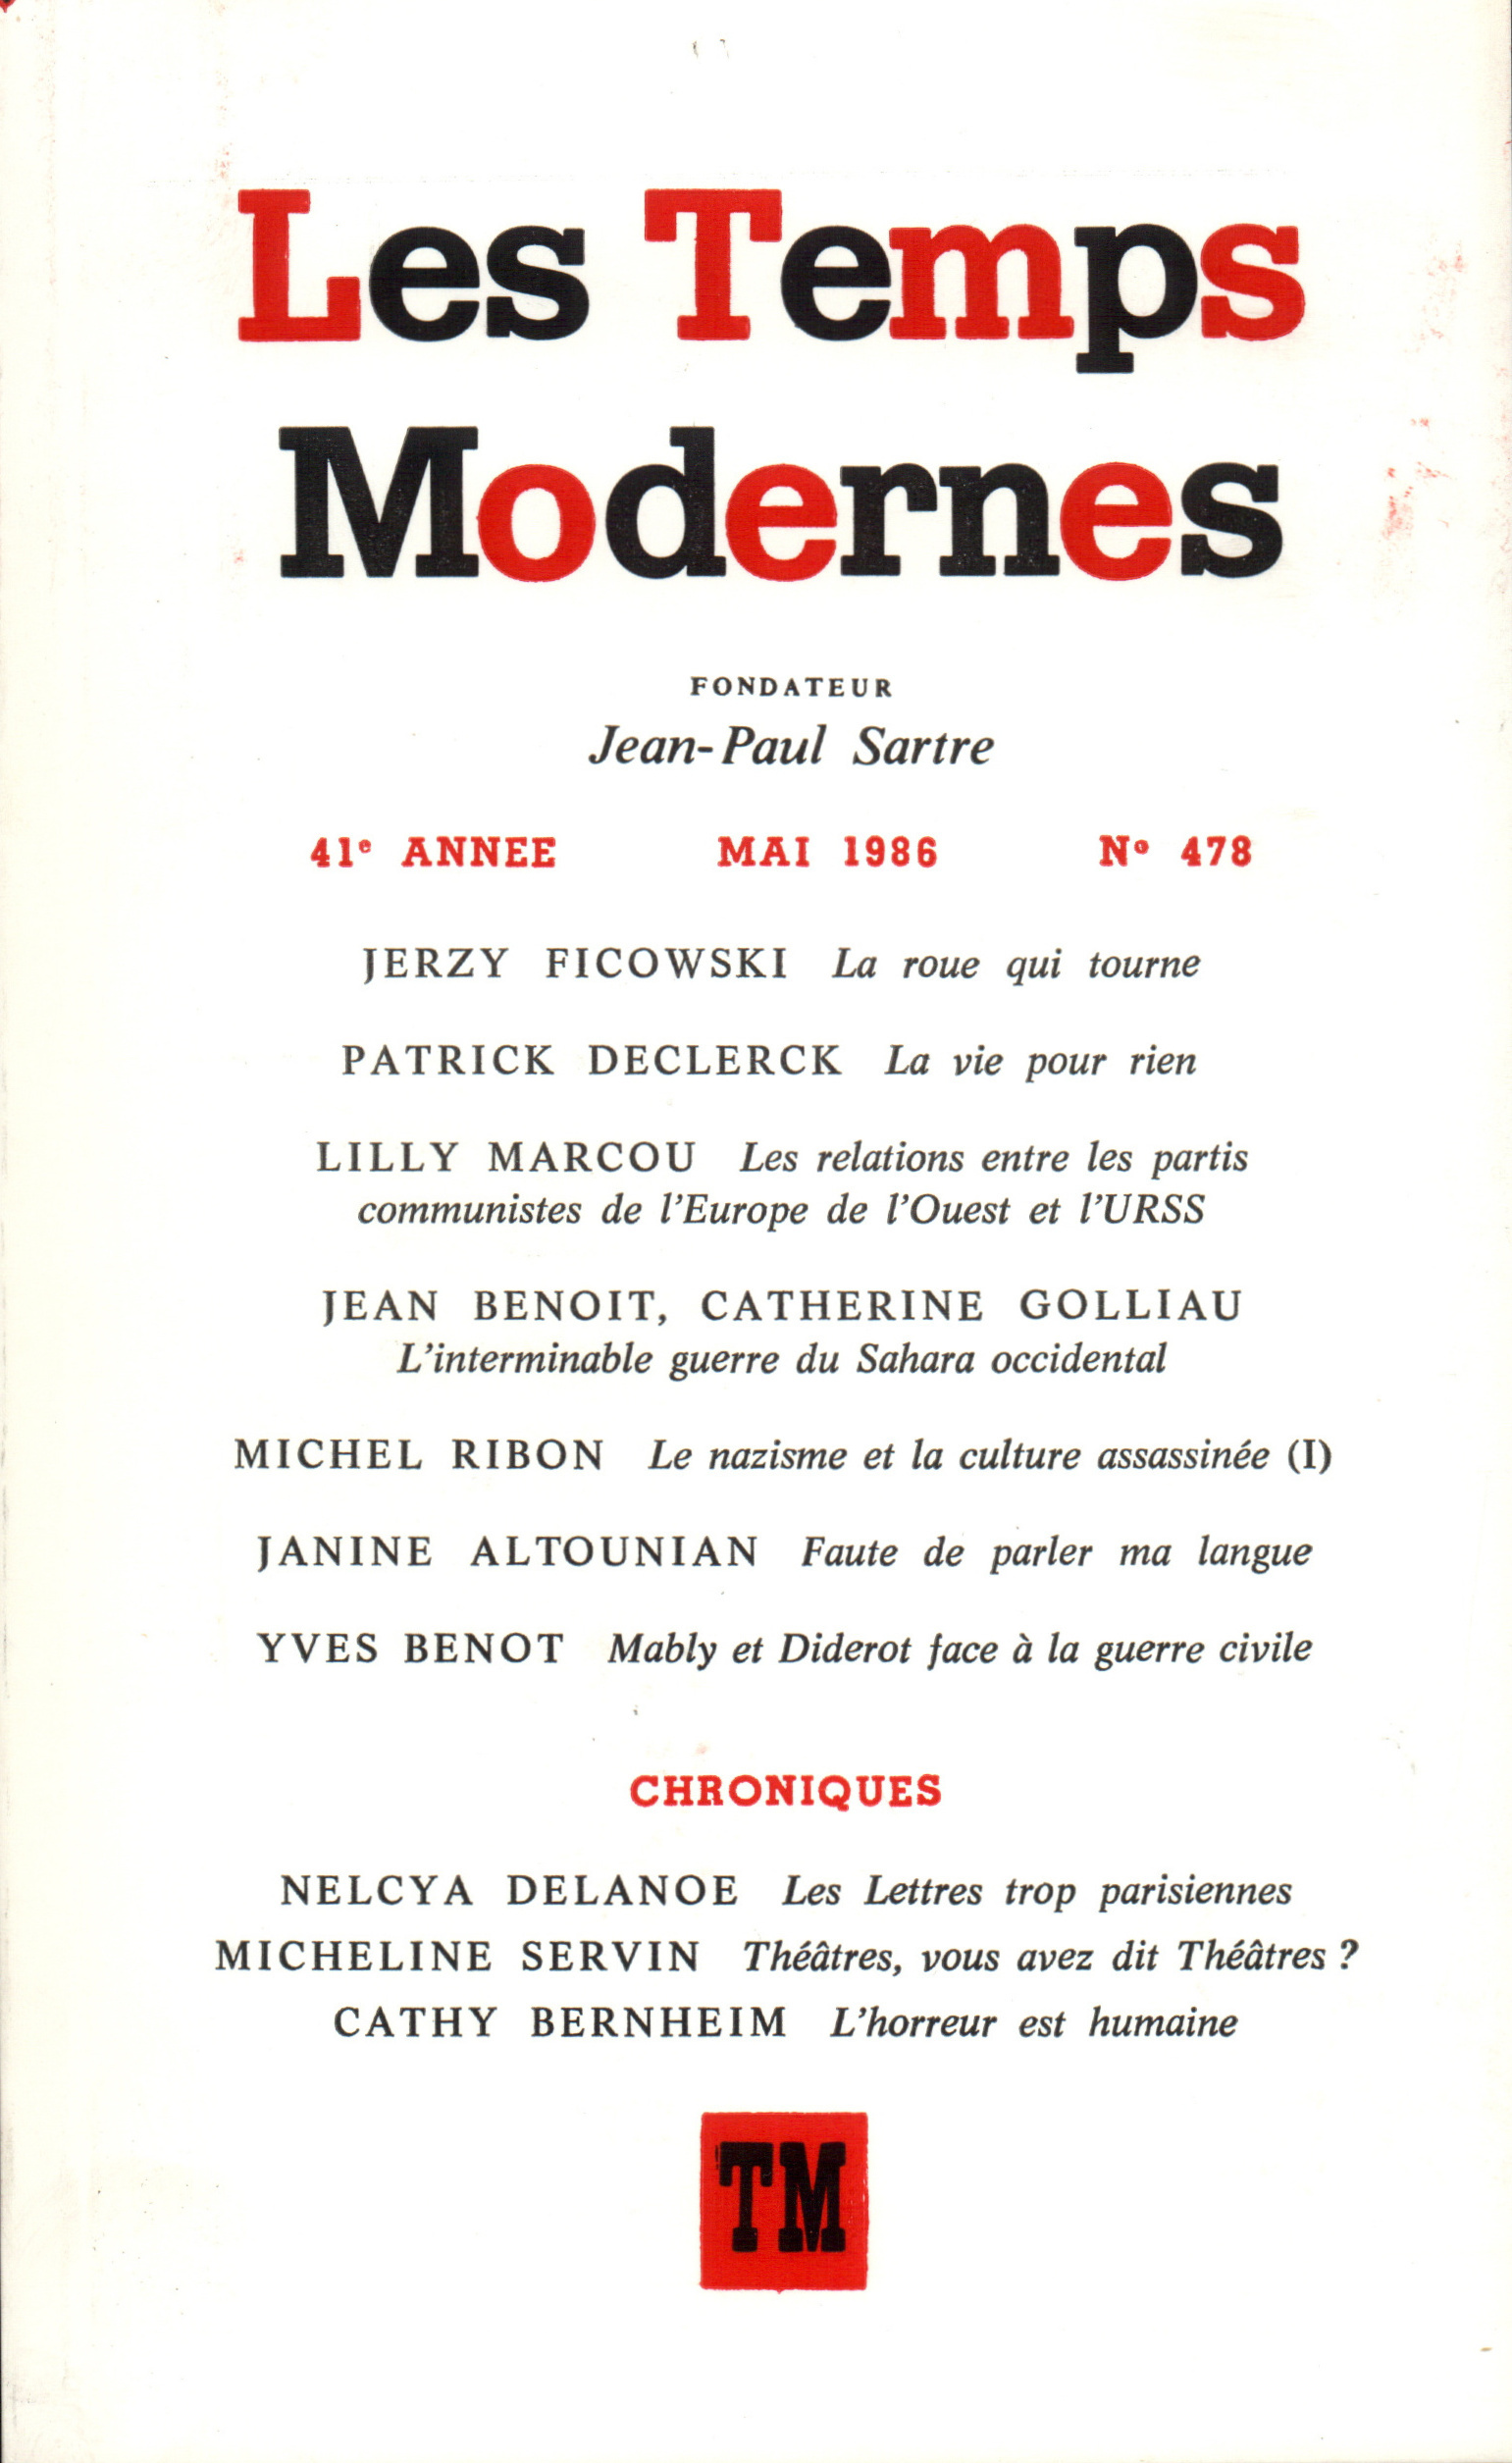 Les Temps
Modernes
FONDATEUR
Jean-Paul Sartre
41e ANNEE MAI 1986 No 478
JERZY FICOWSKI La roue qui tourne
PATRICK DECLERCK La vie pour rien
LILLY MARCOU Les relations entre les partis
communistes de l'Europe de l'Ouest et l'URSS
JEAN BENOIT, CATHERINE GOLLIAU
L'interminable guerre du Sahara occidental
MICHEL RIBON Le nazisme et la culture assassinée (I)
JANINE ALTOUNIAN Faute de parler ma langue
YVES BENOT Mably et Diderot face à la guerre civile
CHRONIQUES
NELCYA DELANOE Les Lettres trop parisiennes
MICHELINE SERVIN Théâtres, vous avez dit Théâtres ?
CATHY BERNHEIM L'horreur est humaine
TM